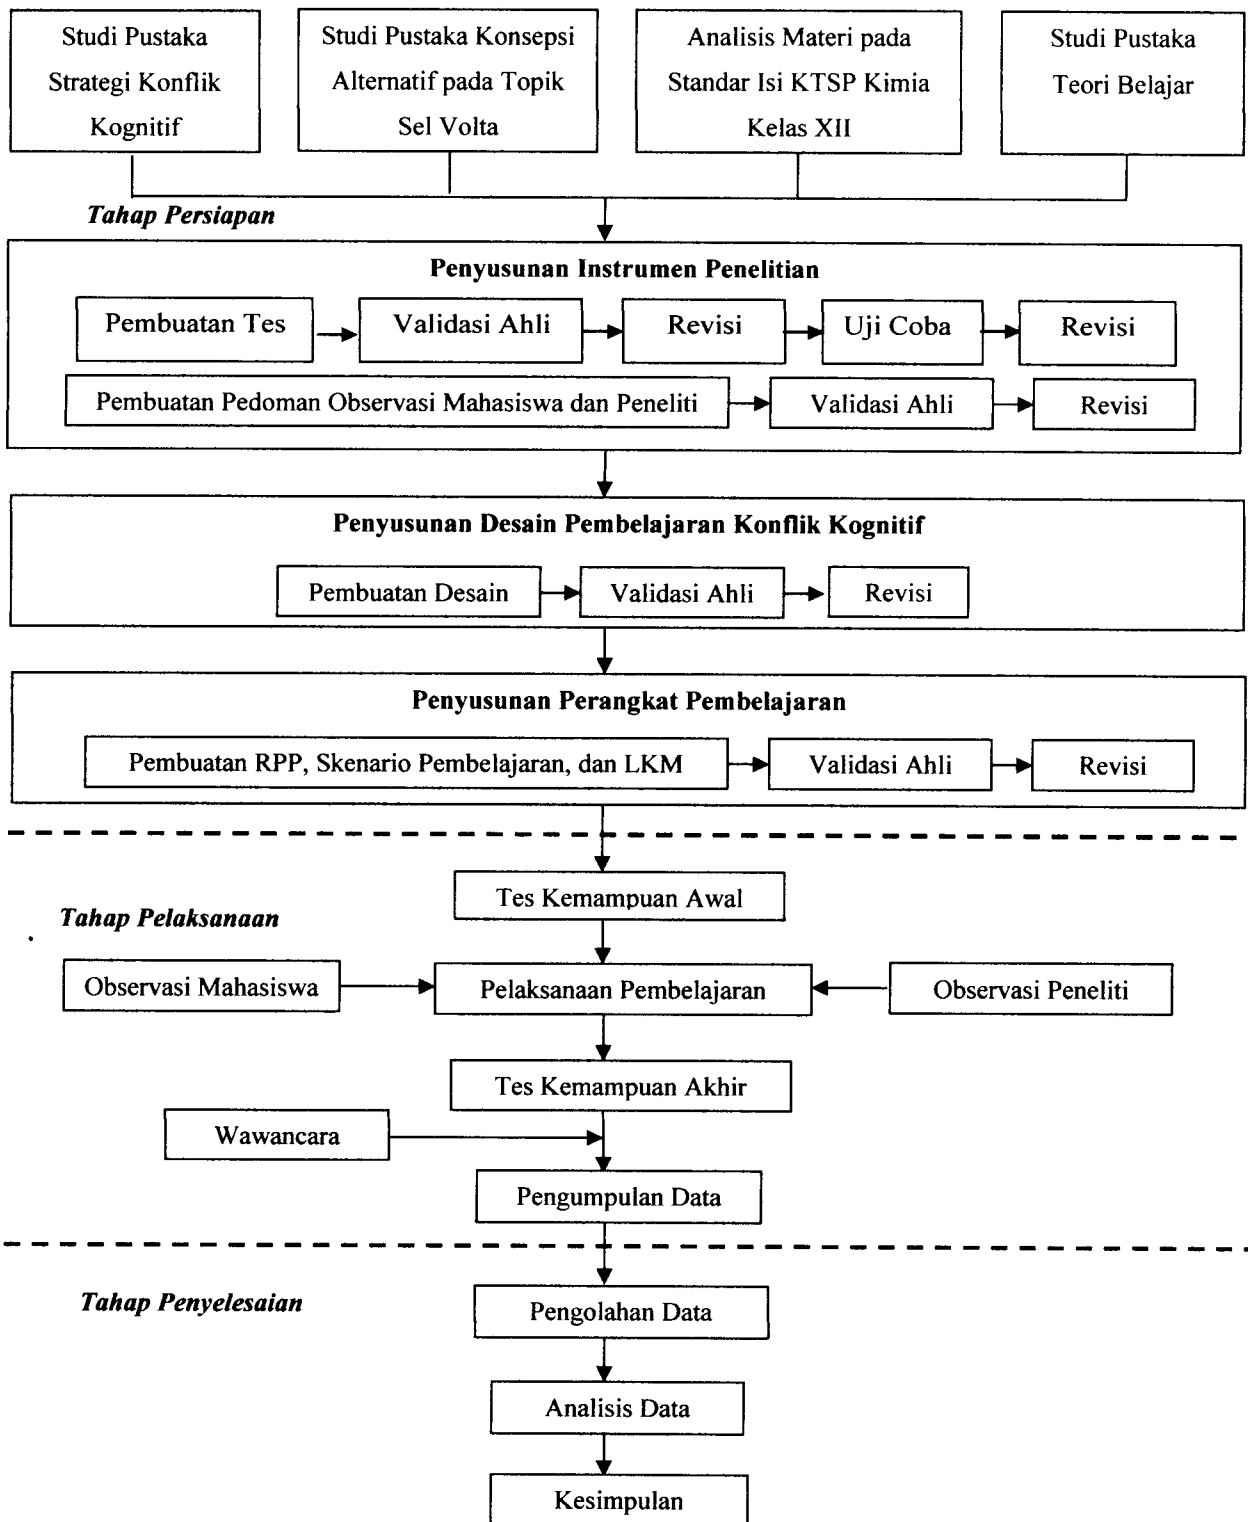 Studi Pustaka
Strategi Konflik
Kognitif
Studi Pustaka Konsepsi
Alternatif pada Topik
Sel Volta
Analisis Materi pada
Standar Isi KTSP Kimia
Kelas XII
Studi Pustaka
Teori Belajar
Tahap Persiapan
Penyusunan Instrumen Penelitian
Pembuatan Tes
Validasi Ahli
Revisi
Uji Coba
Revisi
Pembuatan Pedoman Observasi Mahasiswa dan Peneliti
Validasi Ahli
Revisi
Penyusunan Desain Pembelajaran Konflik Kognitif
Pembuatan Desain
Validasi Ahli
Revisi
Penyusunan Perangkat Pembelajaran
Pembuatan RPP, Skenario Pembelajaran, dan LKM
Validasi Ahli
Revisi
Tes Kemampuan Awal
Tahap Pelaksanaan
Observasi Mahasiswa
Pelaksanaan Pembelajaran
Observasi Peneliti
Tes Kemampuan Akhir
Wawancara
Pengumpulan Data
Tahap Penyelesaian
Pengolahan Data
Analisis Data
Kesimpulan